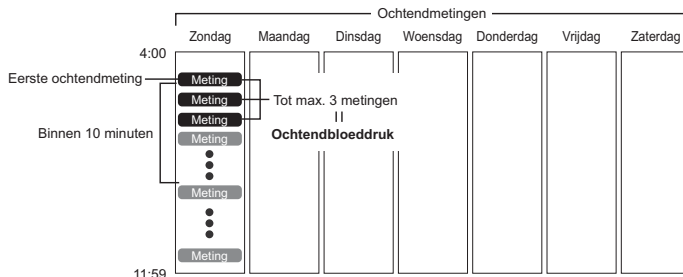 Ochtendmetingen
Zondag Maandag Dinsdag Woensdag Donderdag Vrijdag Zaterdag
4:00
Eerste ochtendmeting
Meting
Meting
Tot max. 3 metingen
Meting
Binnen 10 minuten
Meting
Ochtendbloeddruk
Meting
Meting
11:59